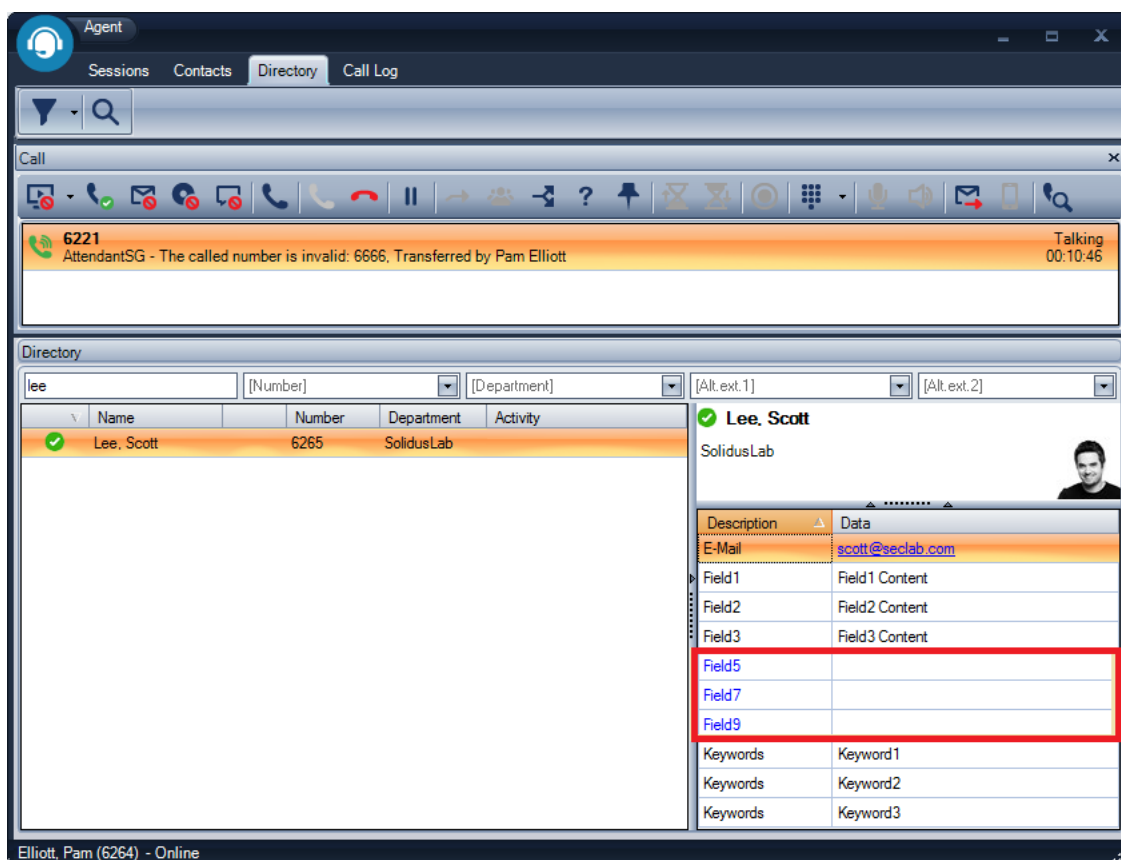 Agent
Sessions Contacts Directory Call Log
Call
6221 Talking
AttendantSG - The called number is invalid: 6666, Transferred by Pam Elliott 00:10:46
Directory
lee [Number] [Department] [Alt.ext.1] [Alt.ext.2]
Name Number Department Activity
Lee, Scott 6265 SolidusLab
Lee, Scott
SolidusLab
Description Data
E-Mail scott@seclab.com
Field1 Field1 Content
Field2 Field2 Content
Field3 Field3 Content
Field5
Field7
Field9
Keywords Keyword1
Keywords Keyword2
Keywords Keyword3
Elliott, Pam (6264) - Online